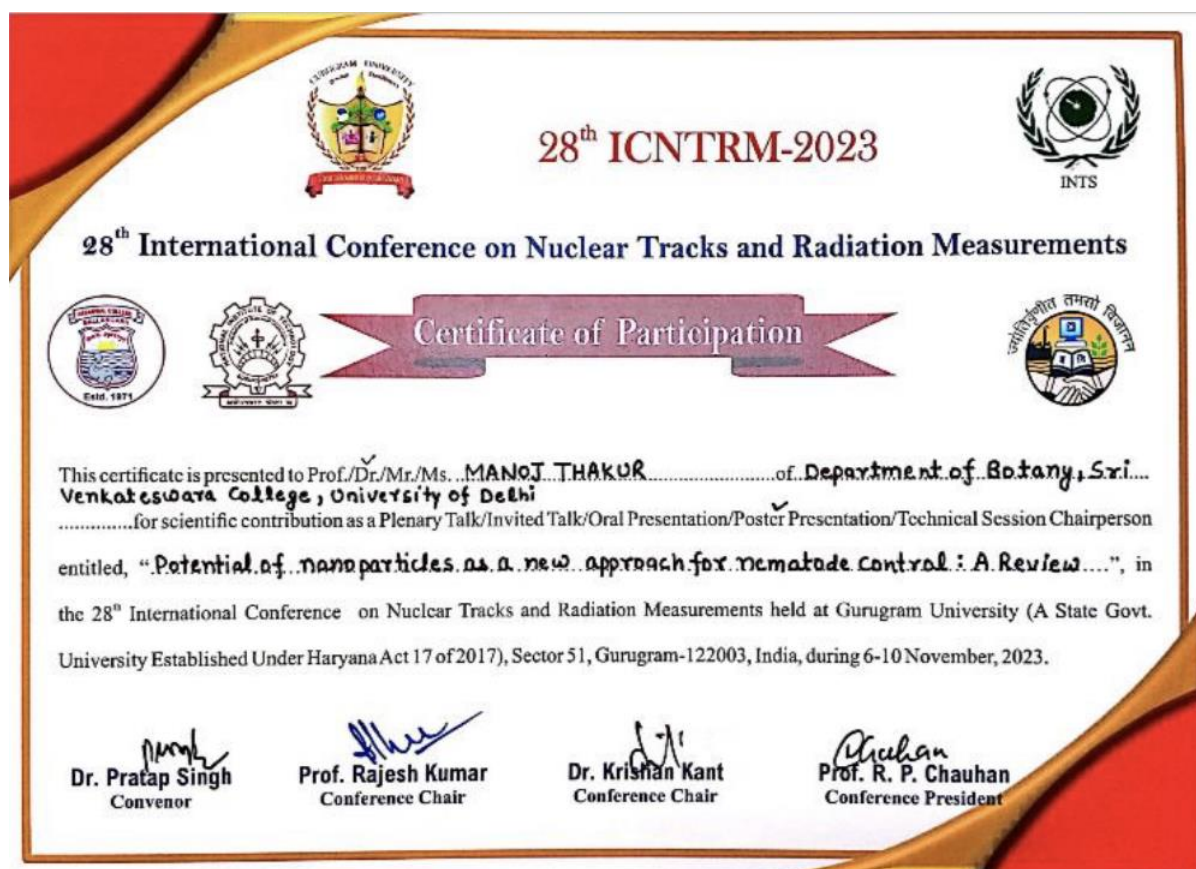 GURUGRAM UNIVERSITY
28th ICNTRM-2023
INTS
28th International Conference on Nuclear Tracks and Radiation Measurements
Estd. 1971
Certificate of Participation
ज्योतिर्वृणीत तमसो विजानन
This certificate is presented to Prof./Dr./Mr./Ms. MANOJ THAKUR of Department of Botany, Sri
Venkateswara College, University of Delhi
for scientific contribution as a Plenary Talk/Invited Talk/Oral Presentation/Poster Presentation/Technical Session Chairperson
entitled, "Potential of nanoparticles as a new approach for nematode control : A Review", in
the 28th International Conference on Nuclear Tracks and Radiation Measurements held at Gurugram University (A State Govt.
University Established Under Haryana Act 17 of 2017), Sector 51, Gurugram-122003, India, during 6-10 November, 2023.
Chauhan
Dr. Pratap Singh Prof. Rajesh Kumar Dr. Krishan Kant Prof. R. P. Chauhan
Convenor Conference Chair Conference Chair Conference President